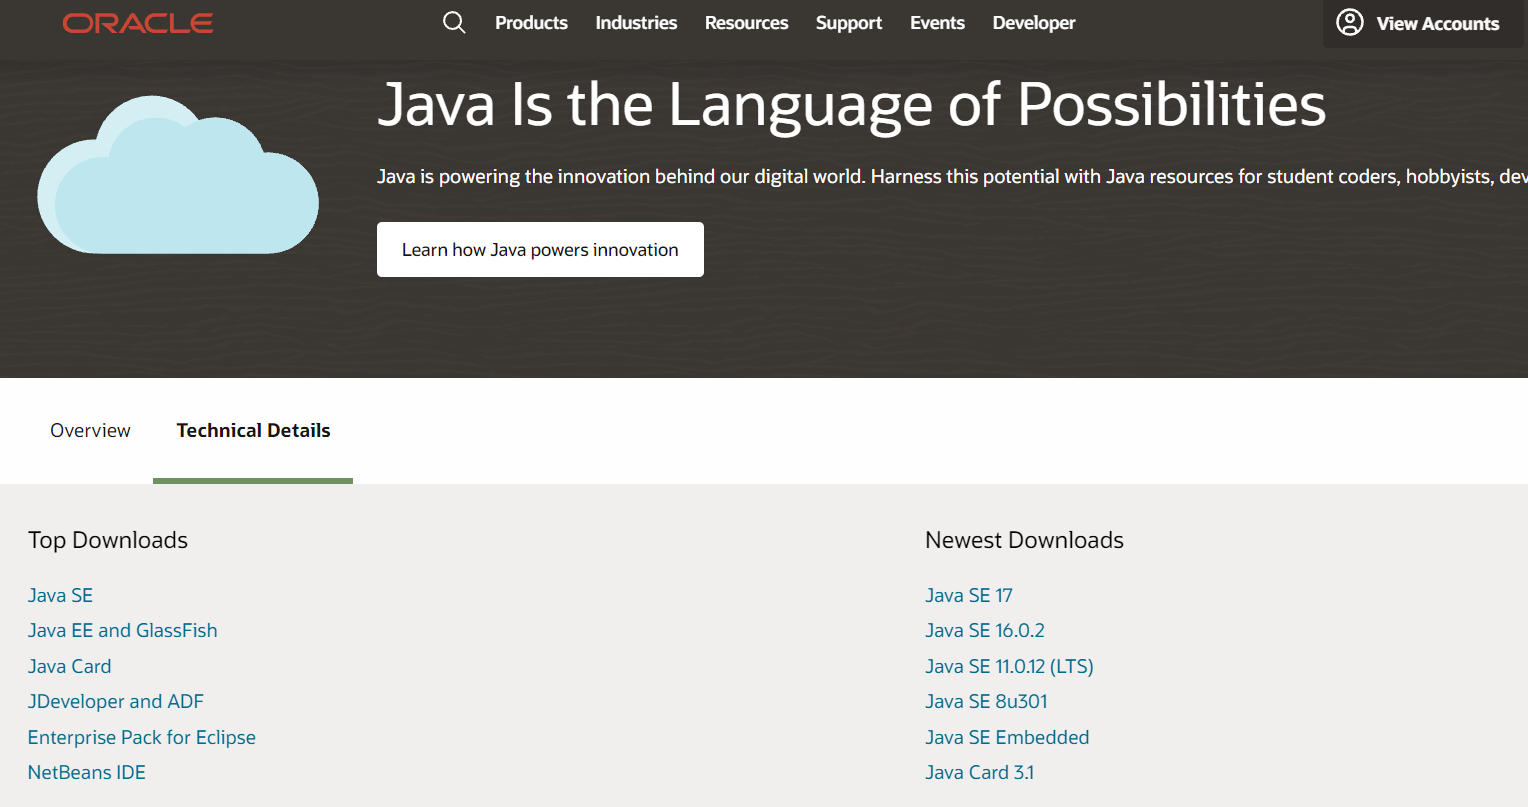 ORACLE
Products Industries Resources Support Events Developer
View Accounts
Java Is the Language of Possibilities
Java is powering the innovation behind our digital world. Harness this potential with Java resources for student coders, hobbyists, dev
Learn how Java powers innovation
Overview
Technical Details
Top Downloads
Java SE
Java EE and GlassFish
Java Card
JDeveloper and ADF
Enterprise Pack for Eclipse
NetBeans IDE
Newest Downloads
Java SE 17
Java SE 16.0.2
Java SE 11.0.12 (LTS)
Java SE 8u301
Java SE Embedded
Java Card 3.1